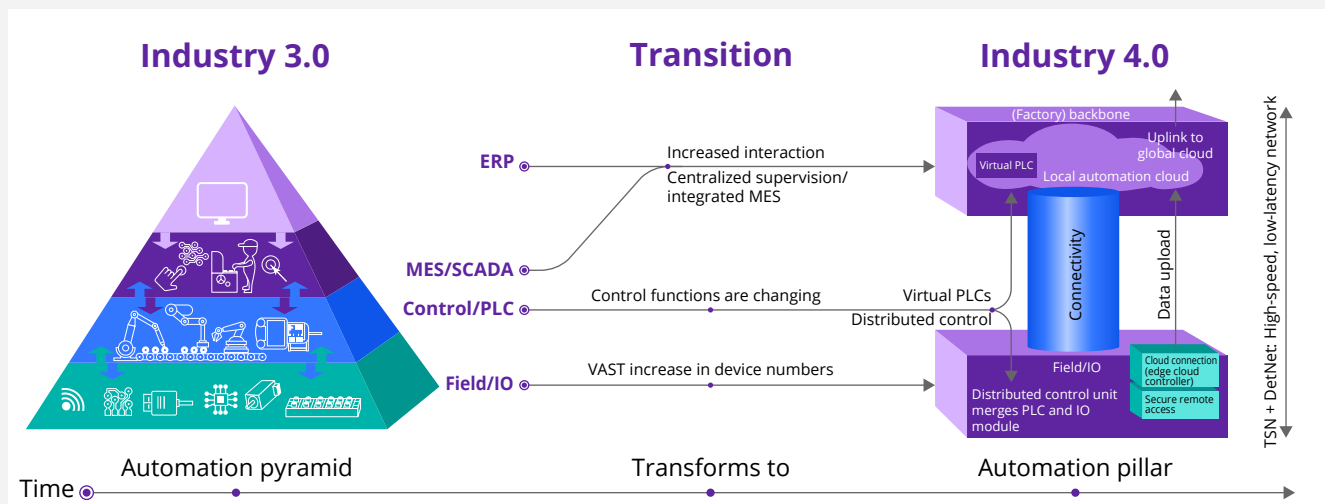 Industry 3.0
Transition
Industry 4.0
ERP
MES/SCADA
Control/PLC
Field/IO
Increased interaction
Centralized supervision/
integrated MES
Control functions are changing
Virtual PLCs
Distributed control
VAST increase in device numbers
(Factory) backbone
Uplink to
global cloud
Virtual PLC
Local automation cloud
Connectivity
Data upload
Field/IO
Distributed control unit
merges PLC and IO
module
Cloud connection
(edge cloud
controller)
Secure remote
access
TSN + DetNet: High-speed, low-latency network
Automation pyramid
Transforms to
Automation pillar
Time